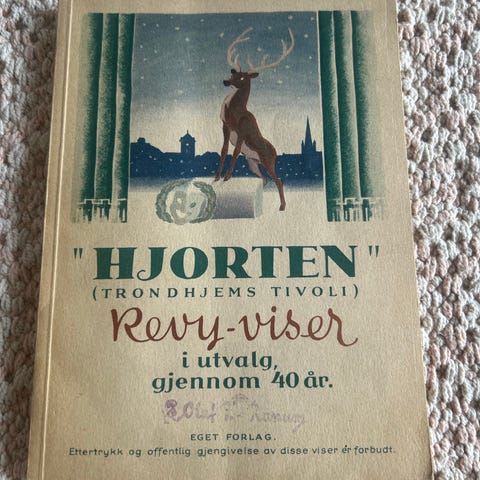 "HJORTEN"
(TRONDHJEMS TIVOLI)
Revy-viser
i utvalg,
gjennom 40 år.
Olaf
EGET FORLAG.
Ettertrykk og offentlig gjengivelse av disse viser er forbudt.